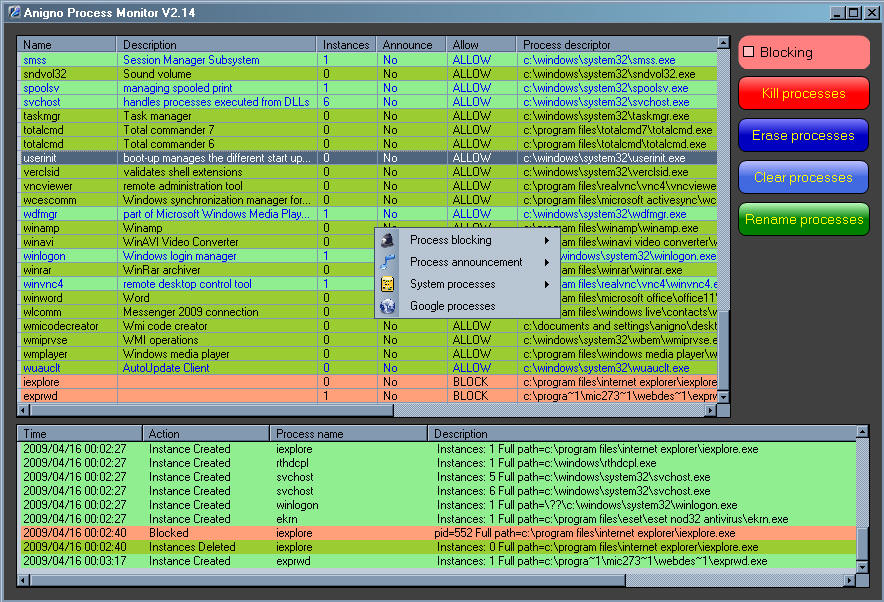 Anigno Process Monitor V2.14
Name Description Instances Announce Allow Process descriptor
smss Session Manager Subsystem 1 No ALLOW c:\windows\system32\smss.exe
sndvol32 Sound volume 0 No ALLOW c:\windows\system32\sndvol32.exe
spoolsv managing spooled print 1 No ALLOW c:\windows\system32\spoolsv.exe
svchost handles processes executed from DLLs 6 No ALLOW c:\windows\system32\svchost.exe
taskmgr Task manager 0 No ALLOW c:\windows\system32\taskmgr.exe
totalcmd Total commander 7 0 No ALLOW c:\program files\totalcmd7\totalcmd.exe
totalcmd Total commander 6 0 No ALLOW c:\program files\totalcmd\totalcmd.exe
userinit boot-up manages the different start up... 0 No ALLOW c:\windows\system32\userinit.exe
verclsid validates shell extensions 0 No ALLOW c:\windows\system32\verclsid.exe
vncviewer remote administration tool 0 No ALLOW c:\program files\realvnc\vnc4\vncviewe
wcescomm Windows synchronization manager for... 0 No ALLOW c:\program files\microsoft activesync\wc
wdfmgr part of Microsoft Windows Media Play... 1 No ALLOW c:\windows\system32\wdfmgr.exe
winamp Winamp 0 No ALLOW c:\program files\winamp\winamp.exe
winavi WinAVI Video Converter 0 program files\winavi video converter\w
winlogon Windows login manager 1 windows\system32\winlogon.exe
winrar WinRar archiver 0 program files\winrar\winrar.exe
winvnc4 remote desktop control tool 1 program files\realvnc\vnc4\winvnc4.e
winword Word 0 program files\microsoft office\office11\
wlcomm Messenger 2009 connection 0 program files\windows live\contacts\w
wmicodecreator Wmi code creator 0 No ALLOW c:\documents and settings\anigno\deskt
wmiprvse WMI operations 0 No ALLOW c:\windows\system32\wbem\wmiprvse.e
wmplayer Windows media player 0 No ALLOW c:\program files\windows media player\w
wuauclt AutoUpdate Client 0 No ALLOW c:\windows\system32\wuauclt.exe
iexplore 0 No BLOCK c:\program files\internet explorer\iexplore
exprwd 1 No BLOCK c:\progra~1\mic273~1\webdes~1\exprw
Process blocking
Process announcement
System processes
Google processes
Blocking
Kill processes
Erase processes
Clear processes
Rename processes
Time Action Process name Description
2009/04/16 00:02:27 Instance Created iexplore Instances: 1 Full path=c:\program files\internet explorer\iexplore.exe
2009/04/16 00:02:27 Instance Created rthdcpl Instances: 1 Full path=c:\windows\rthdcpl.exe
2009/04/16 00:02:27 Instance Created svchost Instances: 5 Full path=c:\windows\system32\svchost.exe
2009/04/16 00:02:27 Instance Created svchost Instances: 6 Full path=c:\windows\system32\svchost.exe
2009/04/16 00:02:27 Instance Created winlogon Instances: 1 Full path=\??\c:\windows\system32\winlogon.exe
2009/04/16 00:02:27 Instance Created ekrn Instances: 1 Full path=c:\program files\eset\eset nod32 antivirus\ekrn.exe
2009/04/16 00:02:40 Blocked iexplore pid=552 Full path=c:\program files\internet explorer\iexplore.exe
2009/04/16 00:02:40 Instances Deleted iexplore Instances: 0 Full path=c:\program files\internet explorer\iexplore.exe
2009/04/16 00:03:17 Instance Created exprwd Instances: 1 Full path=c:\progra~1\mic273~1\webdes~1\exprwd.exe